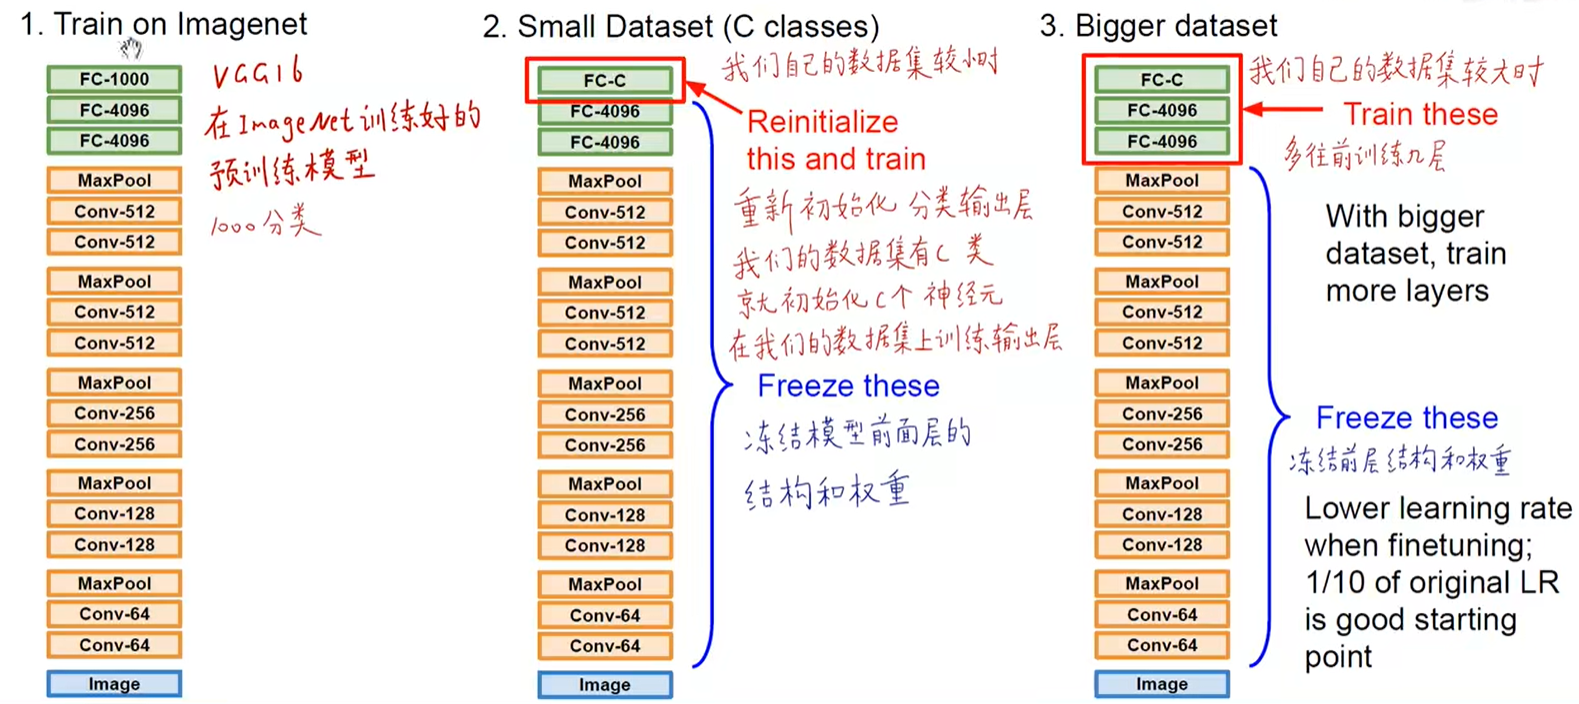 1. Train on Imagenet
FC-1000
FC-4096
FC-4096
MaxPool
Conv-512
Conv-512
MaxPool
Conv-512
Conv-512
MaxPool
Conv-256
Conv-256
MaxPool
Conv-128
Conv-128
MaxPool
Conv-64
Conv-64
Image
VGG16
在ImageNet训练好的
预训练模型
1000分类
2. Small Dataset (C classes)
FC-C
FC-4096
FC-4096
MaxPool
Conv-512
Conv-512
MaxPool
Conv-512
Conv-512
MaxPool
Conv-256
Conv-256
MaxPool
Conv-128
Conv-128
MaxPool
Conv-64
Conv-64
Image
我们自己的数据集较小时
Reinitialize
this and train
重新初始化 分类输出层
我们的数据集有C 类
就初始化C个 神经元
在我们的数据集上训练输出层
Freeze these
冻结模型前面层的
结构和权重
3. Bigger dataset
FC-C
FC-4096
FC-4096
MaxPool
Conv-512
Conv-512
MaxPool
Conv-512
Conv-512
MaxPool
Conv-256
Conv-256
MaxPool
Conv-128
Conv-128
MaxPool
Conv-64
Conv-64
Image
我们自己的数据集较大时
Train these
多往前训练几层
With bigger
dataset, train
more layers
Freeze these
冻结前层结构和权重
Lower learning rate
when finetuning;
1/10 of original LR
is good starting
point